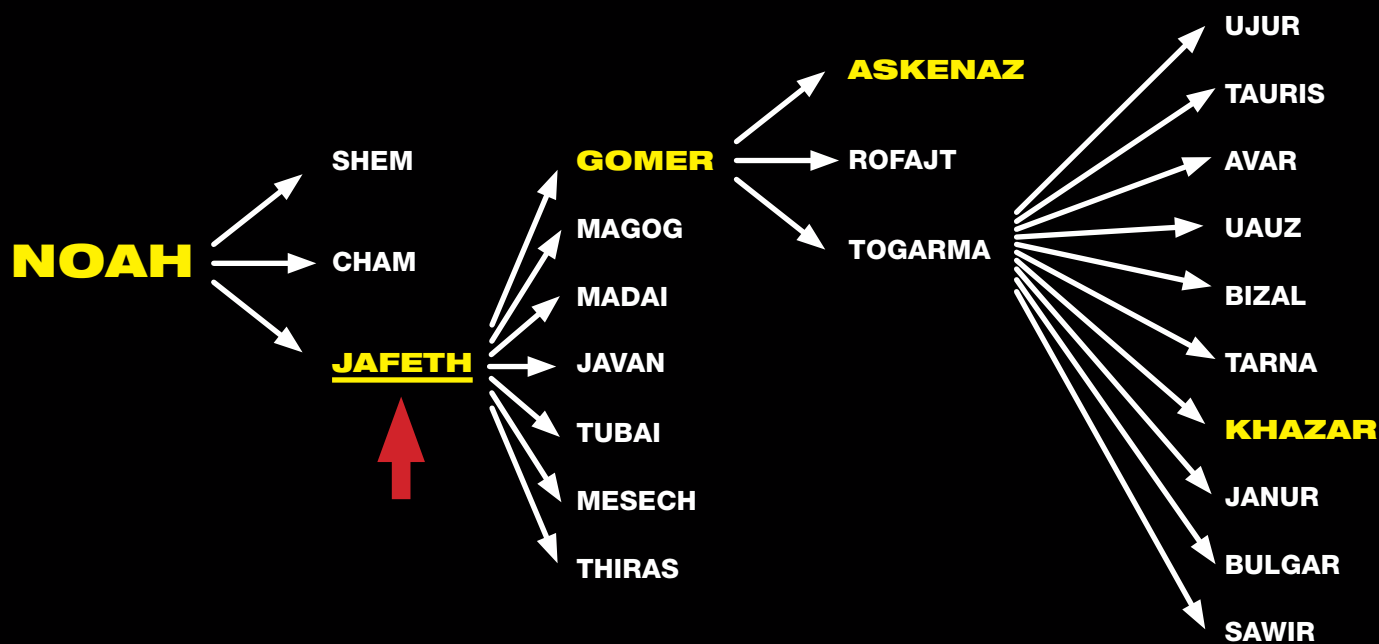 NOAH
SHEM
CHAM
JAFETH
GOMER
MAGOG
MADAI
JAVAN
TUBAI
MESECH
THIRAS
ASKENAZ
ROFAJT
TOGARMA
UJUR
TAURIS
AVAR
UAUZ
BIZAL
TARNA
KHAZAR
JANUR
BULGAR
SAWIR